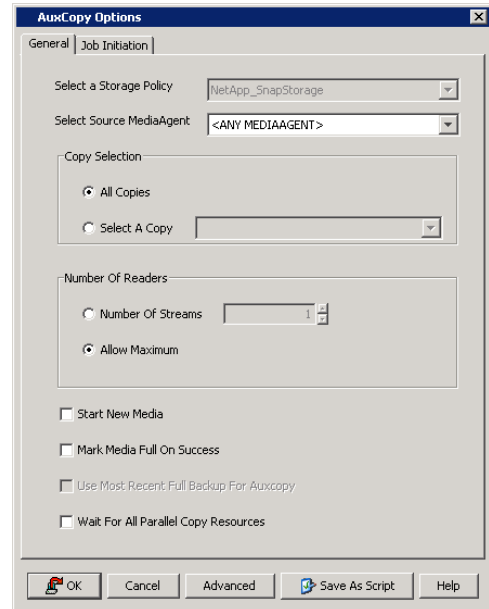 AuxCopy Options
General Job Initiation
Select a Storage Policy NetApp_SnapStorage
Select Source MediaAgent <ANY MEDIAAGENT>
Copy Selection
All Copies
Select A Copy
Number Of Readers
Number Of Streams 1
Allow Maximum
Start New Media
Mark Media Full On Success
Use Most Recent Full Backup For Auxcopy
Wait For All Parallel Copy Resources
OK Cancel Advanced Save As Script Help